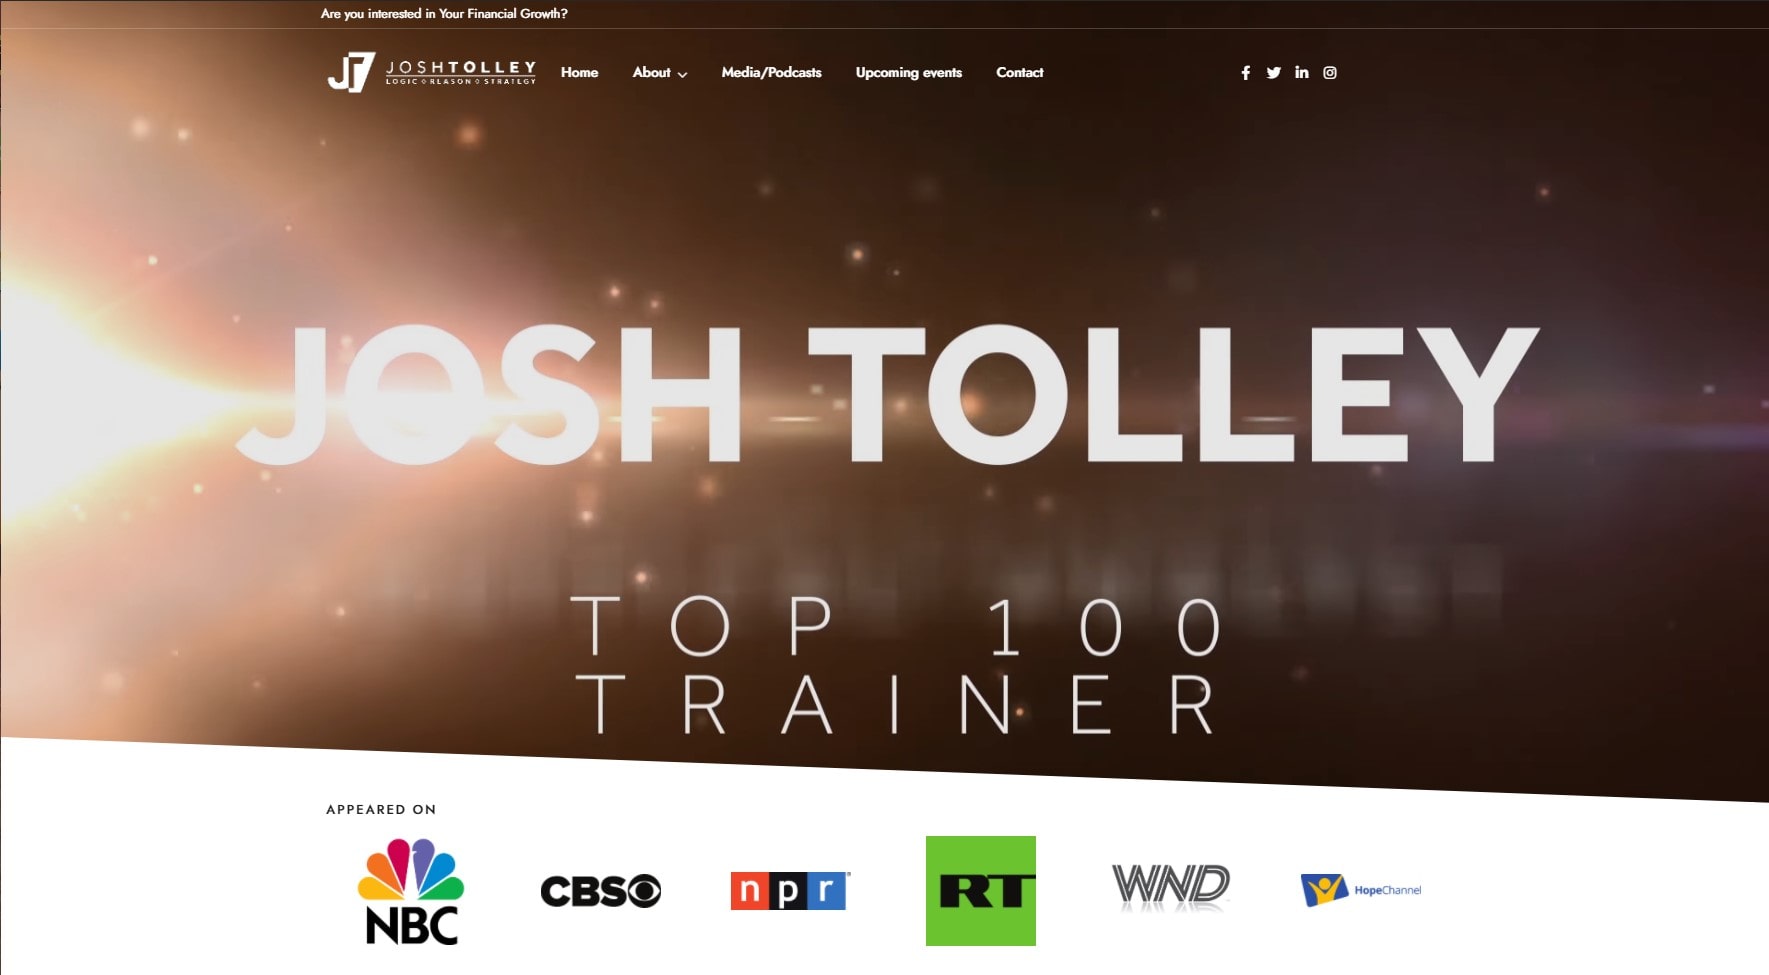 Are you interested in Your Financial Growth?
JOSHTOLLEY
LOGIC ◇ REASON ◇ STRATEGY
Home
About
Media/Podcasts
Upcoming events
Contact
JOSH TOLLEY
TOP 100
TRAINER
APPEARED ON
NBC
CBS
npr
RT
WND
HopeChannel